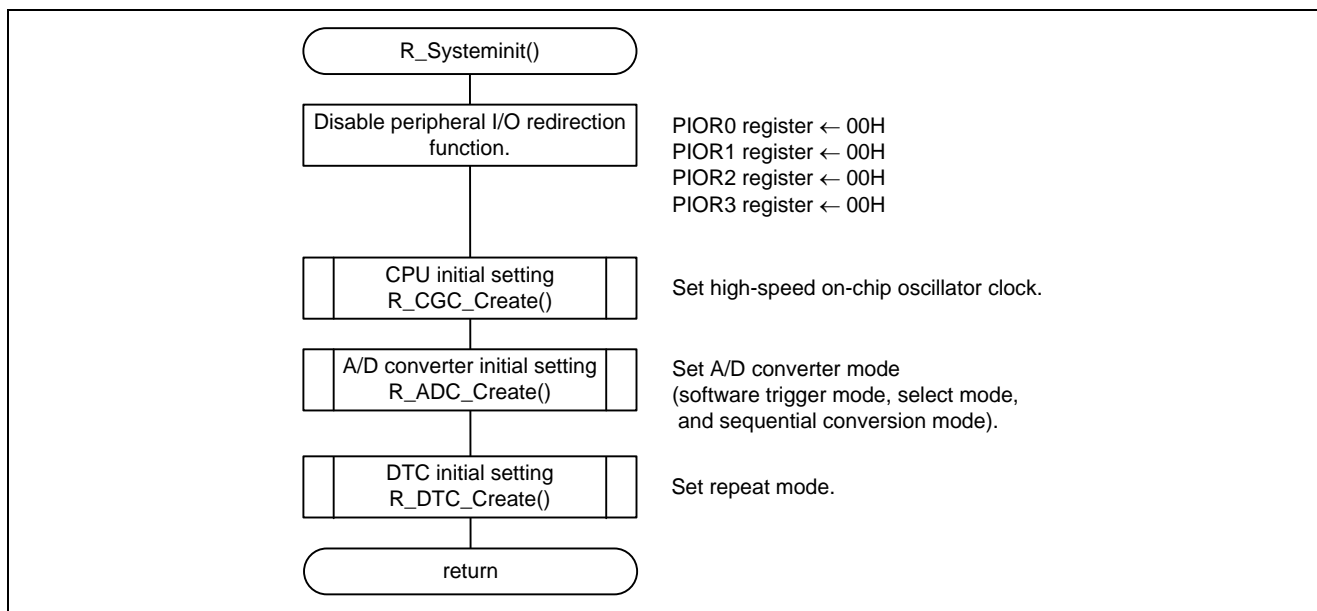 R_Systeminit()
Disable peripheral I/O redirection
function.
PIOR0 register ← 00H
PIOR1 register ← 00H
PIOR2 register ← 00H
PIOR3 register ← 00H
CPU initial setting
R_CGC_Create()
Set high-speed on-chip oscillator clock.
A/D converter initial setting
R_ADC_Create()
Set A/D converter mode
(software trigger mode, select mode,
and sequential conversion mode).
DTC initial setting
R_DTC_Create()
Set repeat mode.
return